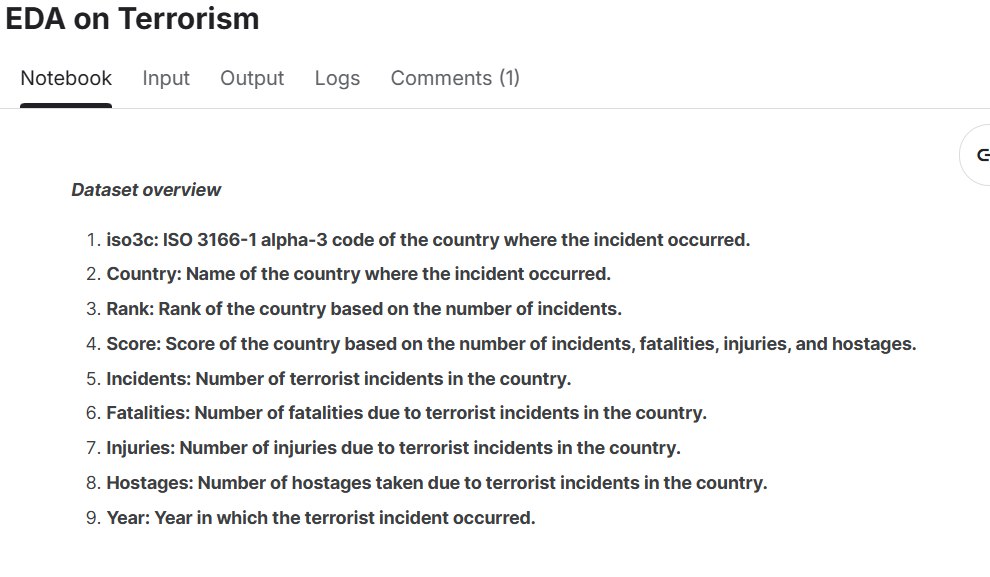 EDA on Terrorism
Notebook Input Output Logs Comments (1)
Dataset overview
1. iso3c: ISO 3166-1 alpha-3 code of the country where the incident occurred.
2. Country: Name of the country where the incident occurred.
3. Rank: Rank of the country based on the number of incidents.
4. Score: Score of the country based on the number of incidents, fatalities, injuries, and hostages.
5. Incidents: Number of terrorist incidents in the country.
6. Fatalities: Number of fatalities due to terrorist incidents in the country.
7. Injuries: Number of injuries due to terrorist incidents in the country.
8. Hostages: Number of hostages taken due to terrorist incidents in the country.
9. Year: Year in which the terrorist incident occurred.